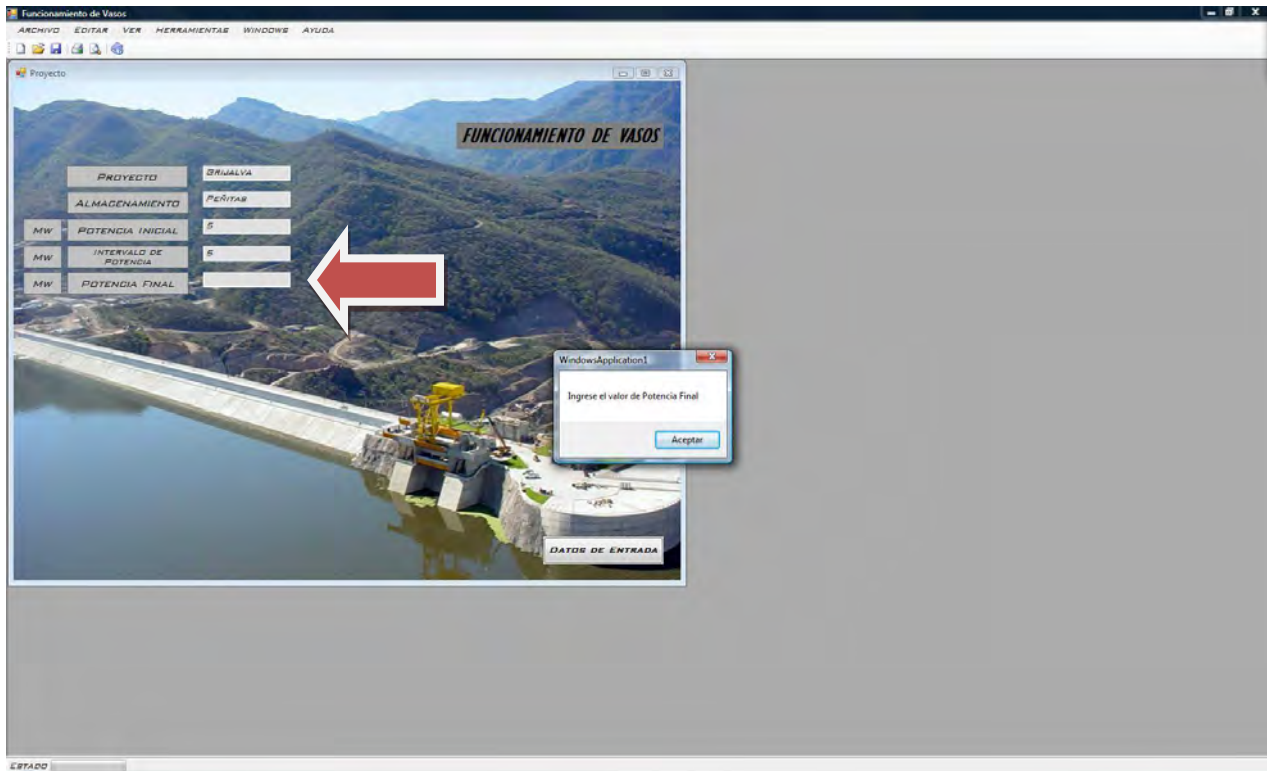 Funcionamiento de Vasos
ARCHIVO EDITAR VER HERRAMIENTAS WINDOWS AYUDA
Proyecto
FUNCIONAMIENTO DE VASOS
PROYECTO GRIJALVA
ALMACENAMIENTO PEÑITAS
MW POTENCIA INICIAL 5
MW INTERVALO DE POTENCIA 5
MW POTENCIA FINAL
WindowsApplication1
Ingrese el valor de Potencia Final
Aceptar
DATOS DE ENTRADA
ESTADO